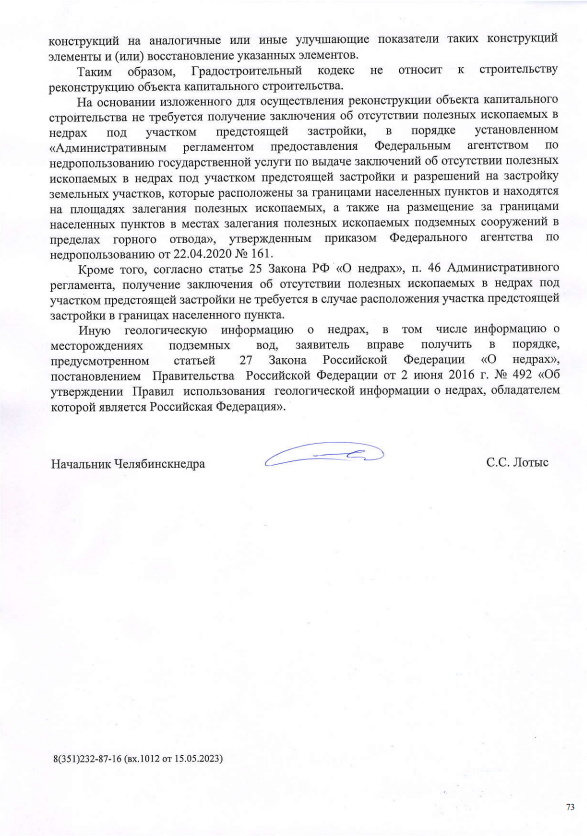 конструкций на аналогичные или иные улучшающие показатели таких конструкций
элементы и (или) восстановление указанных элементов.
Таким образом, Градостроительный кодекс не относит к строительству
реконструкцию объекта капитального строительства.
На основании изложенного для осуществления реконструкции объекта капитального
строительства не требуется получение заключения об отсутствии полезных ископаемых в
недрах под участком предстоящей застройки, в порядке установленном
«Административным регламентом предоставления Федеральным агентством по
недропользованию государственной услуги по выдаче заключений об отсутствии полезных
ископаемых в недрах под участком предстоящей застройки и разрешений на застройку
земельных участков, которые расположены за границами населенных пунктов и находятся
на площадях залегания полезных ископаемых, а также на размещение за границами
населенных пунктов в местах залегания полезных ископаемых подземных сооружений в
пределах горного отвода», утвержденным приказом Федерального агентства по
недропользованию от 22.04.2020 № 161.
Кроме того, согласно статье 25 Закона РФ «О недрах», п. 46 Административного
регламента, получение заключения об отсутствии полезных ископаемых в недрах под
участком предстоящей застройки не требуется в случае расположения участка предстоящей
застройки в границах населенного пункта.
Иную геологическую информацию о недрах, в том числе информацию о
месторождениях подземных вод, заявитель вправе получить в порядке,
предусмотренном статьей 27 Закона Российской Федерации «О недрах»,
постановлением Правительства Российской Федерации от 2 июня 2016 г. № 492 «Об
утверждении Правил использования геологической информации о недрах, обладателем
которой является Российская Федерация».
Начальник Челябинскнедра С.С. Лотыс
8(351)232-87-16 (вх.1012 от 15.05.2023)
73